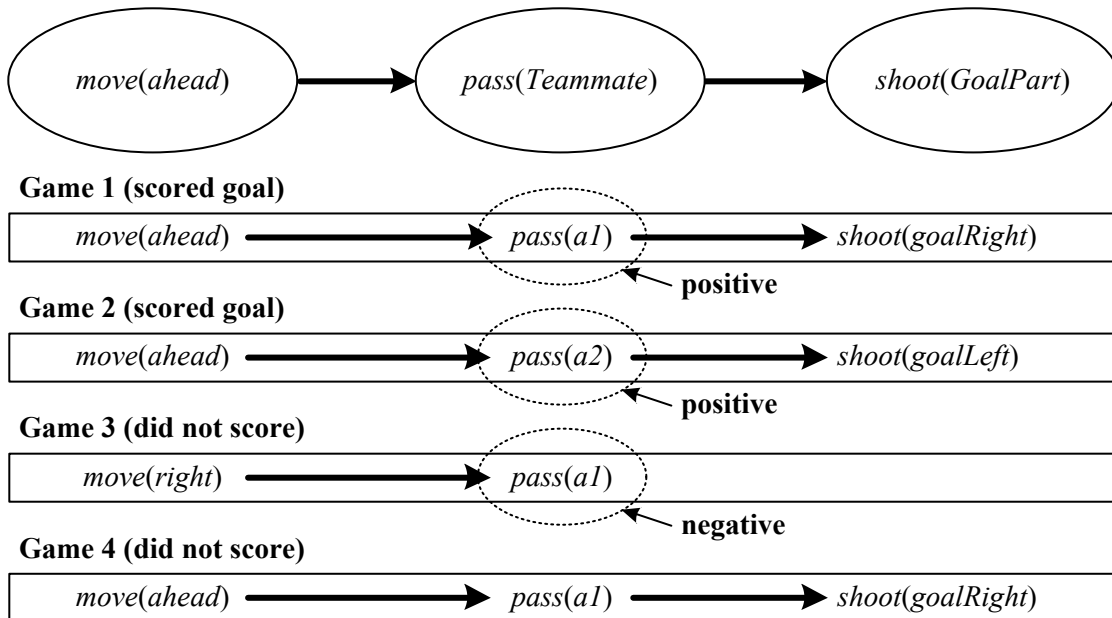 move(ahead) pass(Teammate) shoot(GoalPart)
Game 1 (scored goal)
move(ahead) pass(a1) shoot(goalRight)
positive
Game 2 (scored goal)
move(ahead) pass(a2) shoot(goalLeft)
positive
Game 3 (did not score)
move(right) pass(a1)
negative
Game 4 (did not score)
move(ahead) pass(a1) shoot(goalRight)